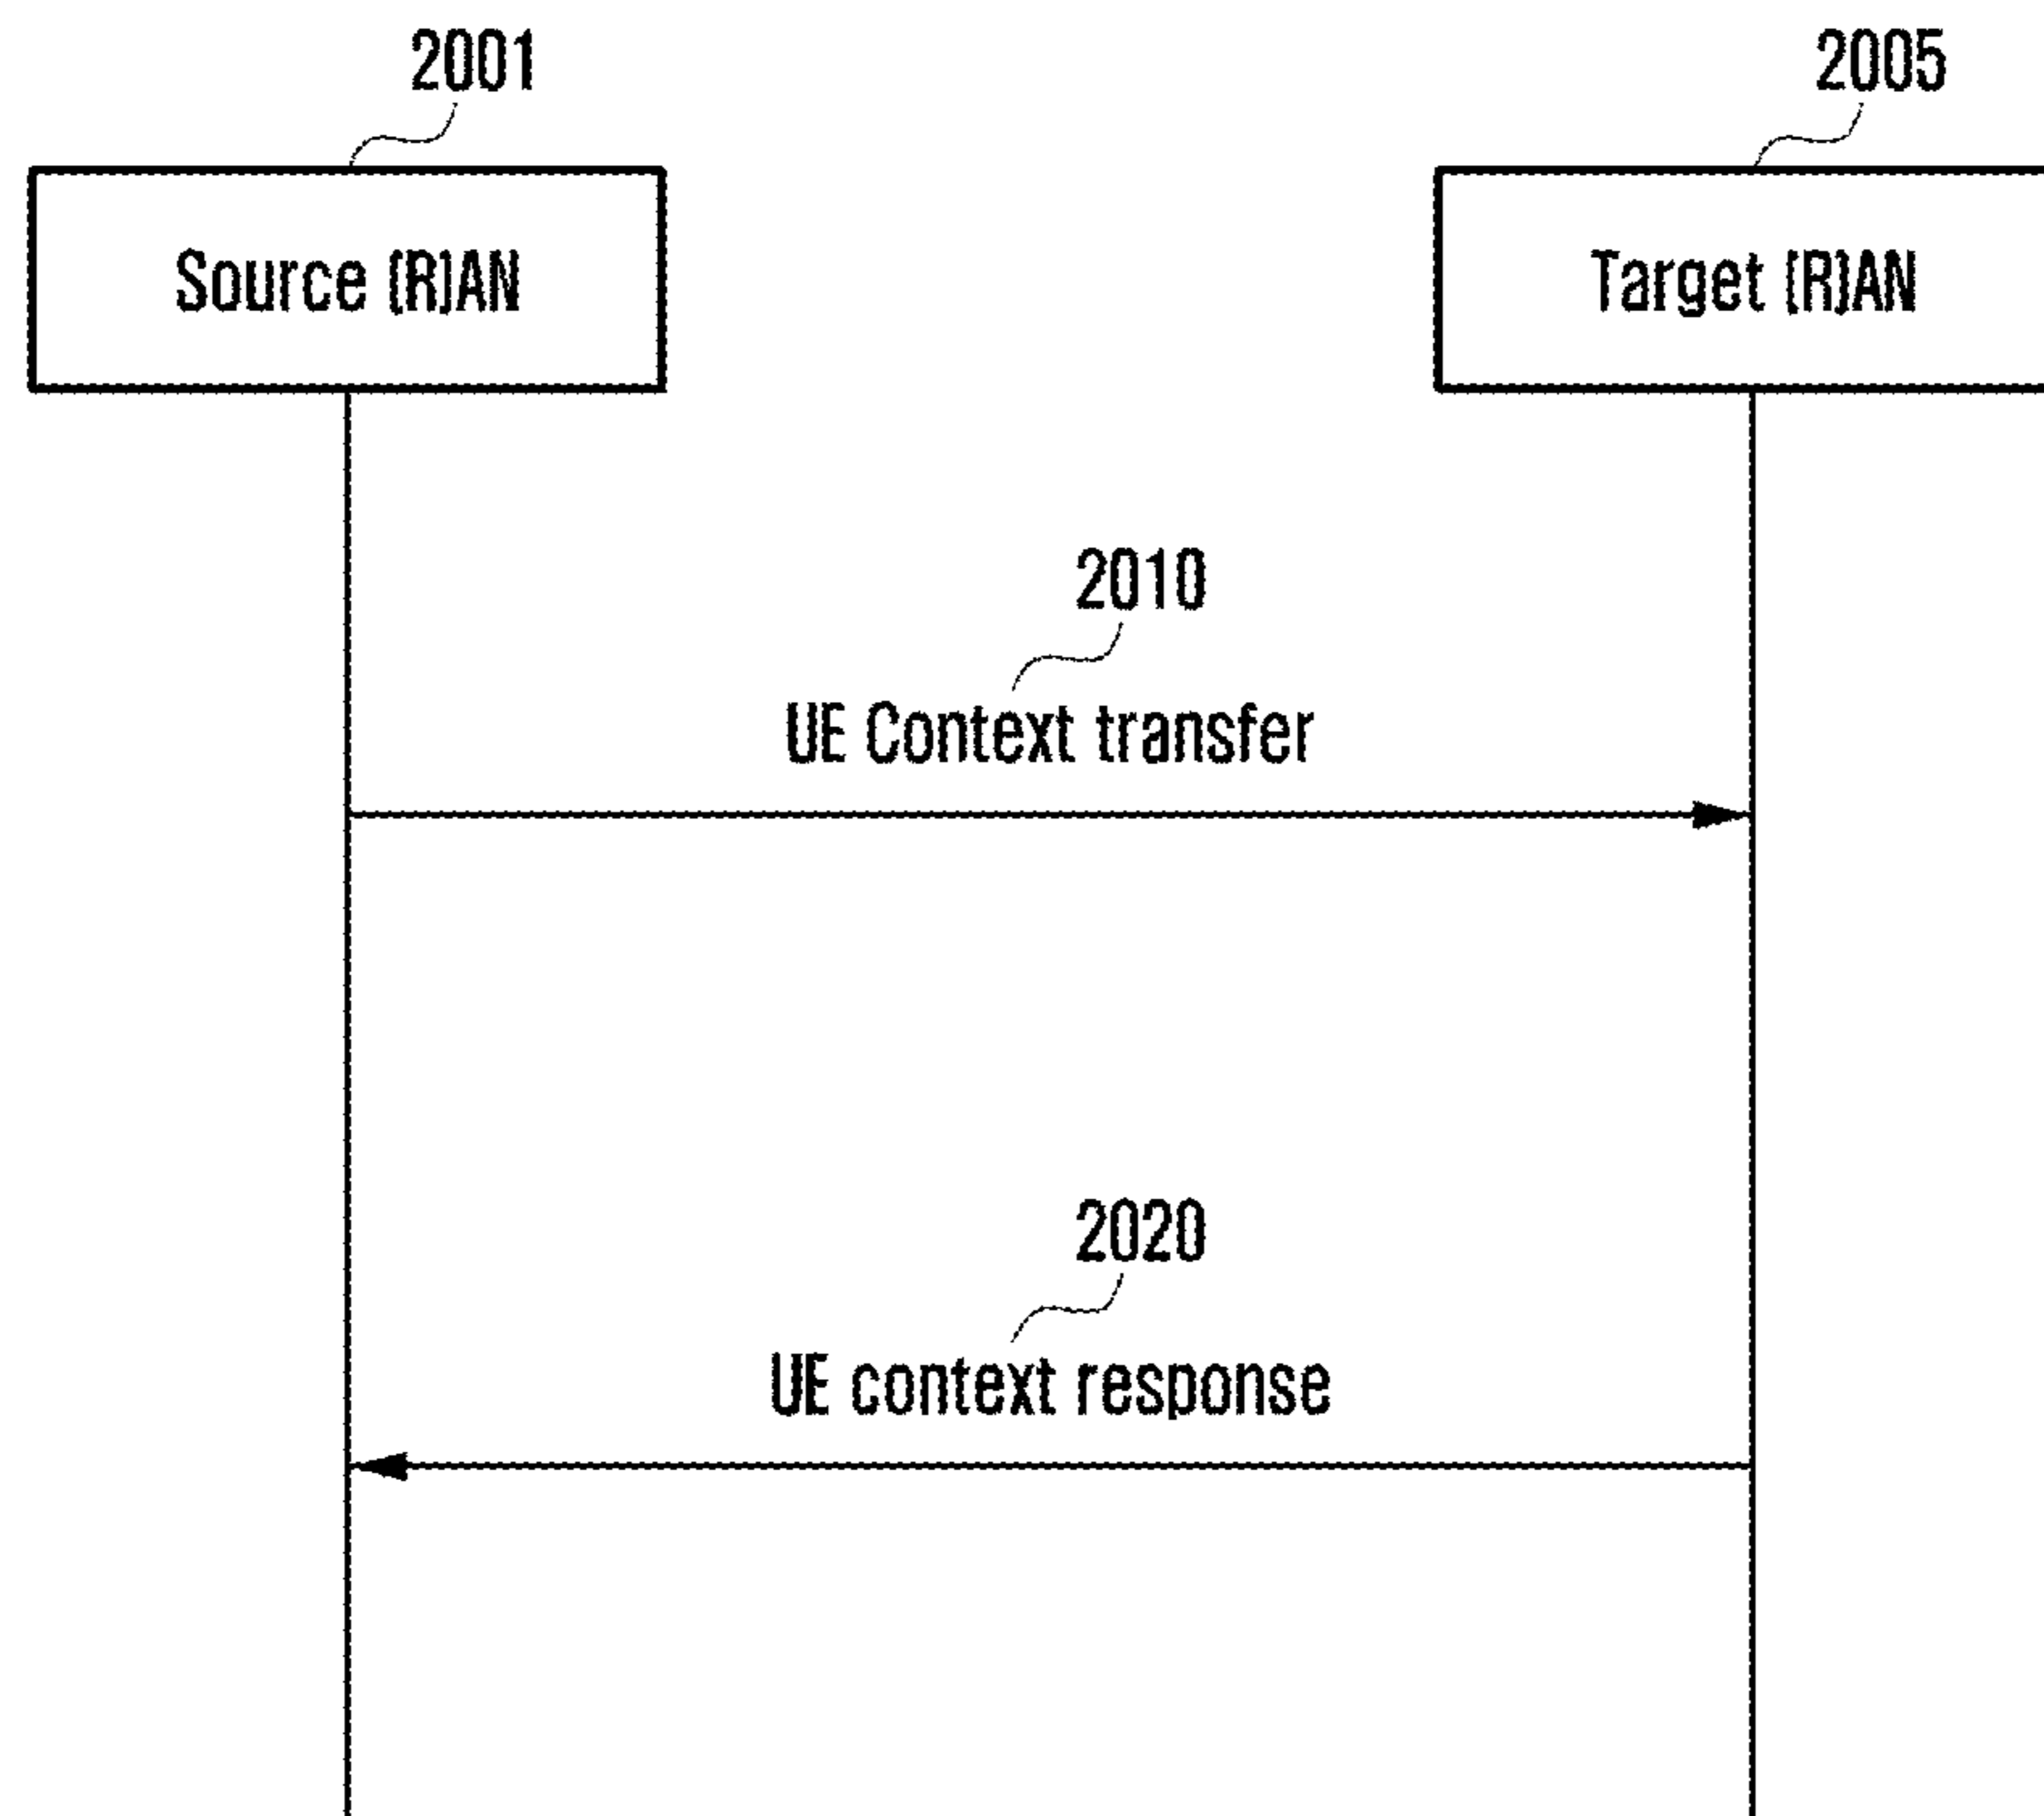 2001
2005
Source (R)AN
Target (R)AN
2010
UE Context transfer
2020
UE context response